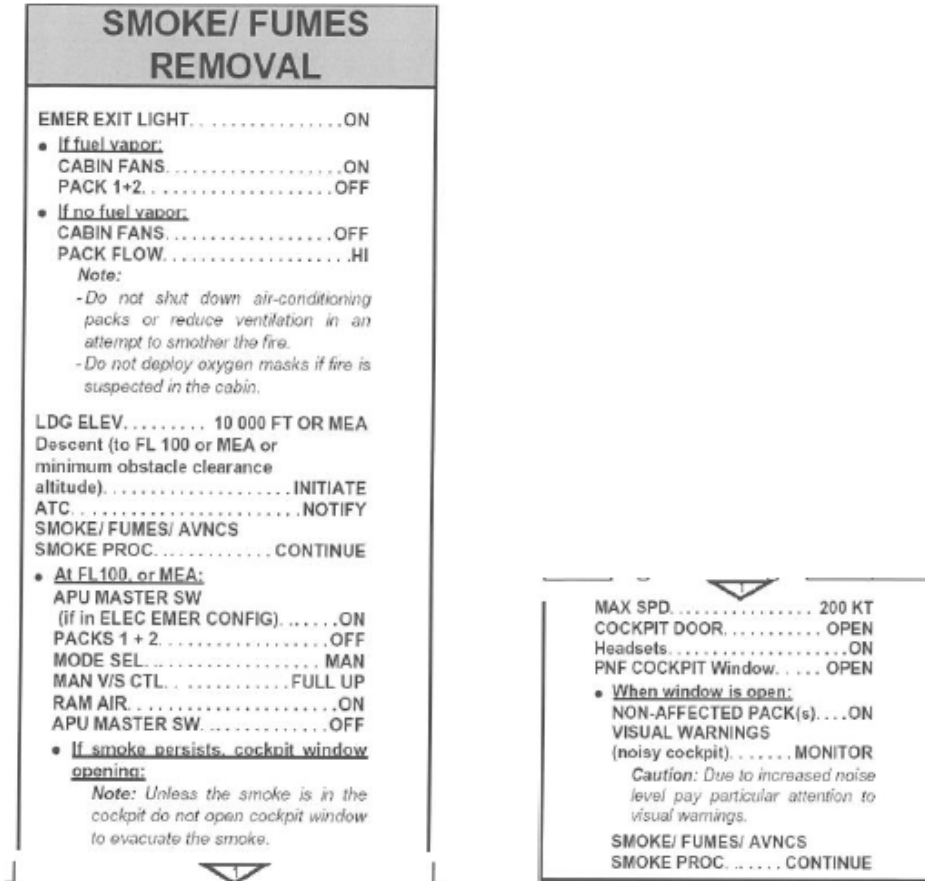 SMOKE/ FUMES
REMOVAL
EMER EXIT LIGHT. . . . . . . . . . . . . . . . .ON
• If fuel vapor:
CABIN FANS. . . . . . . . . . . . . . . . . . .ON
PACK 1+2. . . . . . . . . . . . . . . . . . . .OFF
• If no fuel vapor:
CABIN FANS. . . . . . . . . . . . . . . . . .OFF
PACK FLOW. . . . . . . . . . . . . . . . . . . .HI
Note:
- Do not shut down air-conditioning
packs or reduce ventilation in an
attempt to smother the fire.
- Do not deploy oxygen masks if fire is
suspected in the cabin.
LDG ELEV. . . . . . . . . 10 000 FT OR MEA
Descent (to FL 100 or MEA or
minimum obstacle clearance
altitude). . . . . . . . . . . . . . . . . . . . .INITIATE
ATC. . . . . . . . . . . . . . . . . . . . . . . .NOTIFY
SMOKE/ FUMES/ AVNCS
SMOKE PROC. . . . . . . . . . . . . CONTINUE
• At FL100, or MEA:
APU MASTER SW
(if in ELEC EMER CONFIG). . . . . . .ON
PACKS 1 + 2. . . . . . . . . . . . . . . . . .OFF
MODE SEL. . . . . . . . . . . . . . . . . . . MAN
MAN V/S CTL. . . . . . . . . . . . . .FULL UP
RAM AIR. . . . . . . . . . . . . . . . . . . . . .ON
APU MASTER SW. . . . . . . . . . . . . .OFF
• If smoke persists, cockpit window
opening:
Note: Unless the smoke is in the
cockpit do not open cockpit window
to evacuate the smoke.
1
1
MAX SPD. . . . . . . . . . . . . . . . 200 KT
COCKPIT DOOR. . . . . . . . . . . OPEN
Headsets. . . . . . . . . . . . . . . . . . . .ON
PNF COCKPIT Window. . . . . . OPEN
• When window is open:
NON-AFFECTED PACK(s). . . .ON
VISUAL WARNINGS
(noisy cockpit). . . . . . . . MONITOR
Caution: Due to increased noise
level pay particular attention to
visual warnings.
SMOKE/ FUMES/ AVNCS
SMOKE PROC. . . . . . . CONTINUE